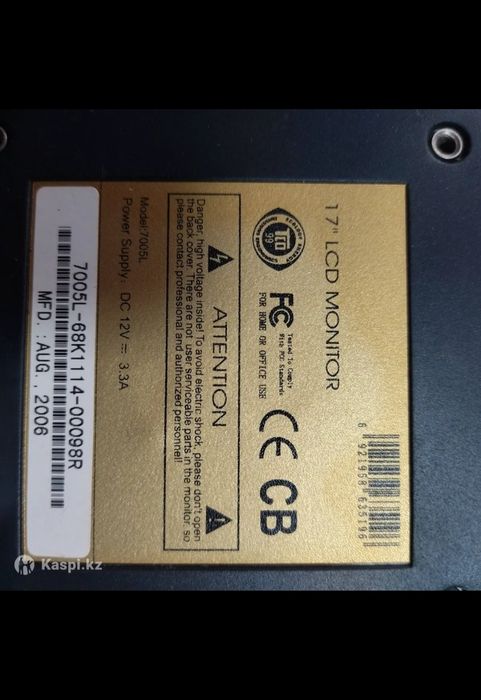 17" LCD MONITOR
6 921968 635196
TCO
99
FC
Tested To Comply
With FCC Standards
FOR HOME OR OFFICE USE
CE CB
ATTENTION
Danger, high voltage inside! To avoid electric shock, please don't open
the back cover. There are not user serviceable parts in the monitor, so
please contact professional and authorized personnel!
Model:7005L
Power Supply: DC 12V⎓ 3.3A
7005L-68K1114-00098R
MFD. :AUG., 2006
Kaspi.kz